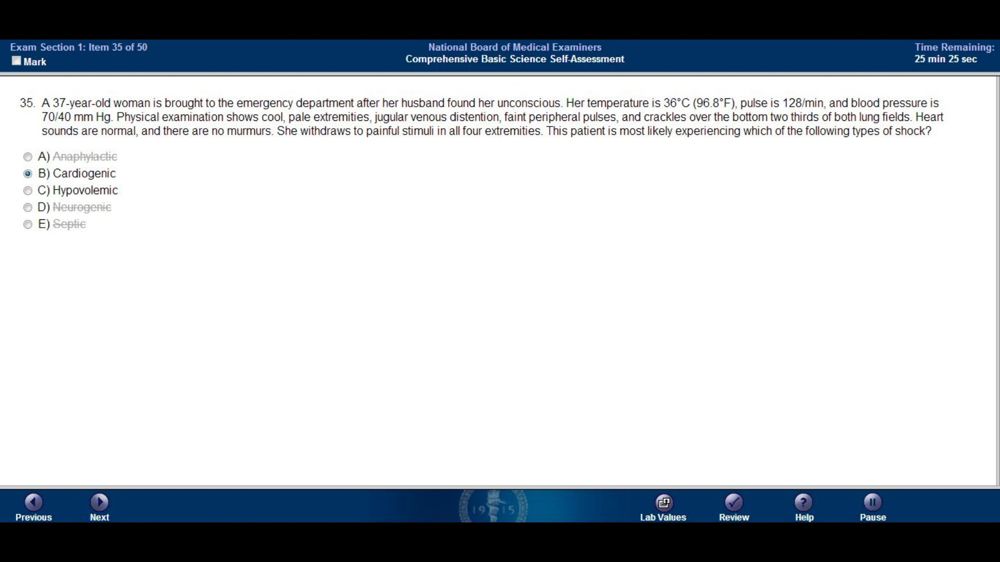 Exam Section 1: Item 35 of 50
Mark
National Board of Medical Examiners
Comprehensive Basic Science Self-Assessment
Time Remaining:
25 min 25 sec
35. A 37-year-old woman is brought to the emergency department after her husband found her unconscious. Her temperature is 36°C (96.8°F), pulse is 128/min, and blood pressure is
70/40 mm Hg. Physical examination shows cool, pale extremities, jugular venous distention, faint peripheral pulses, and crackles over the bottom two thirds of both lung fields. Heart
sounds are normal, and there are no murmurs. She withdraws to painful stimuli in all four extremities. This patient is most likely experiencing which of the following types of shock?
A) Anaphylactic
B) Cardiogenic
C) Hypovolemic
D) Neurogenic
E) Septic
Previous
Next
1915
Lab Values
Review
Help
Pause